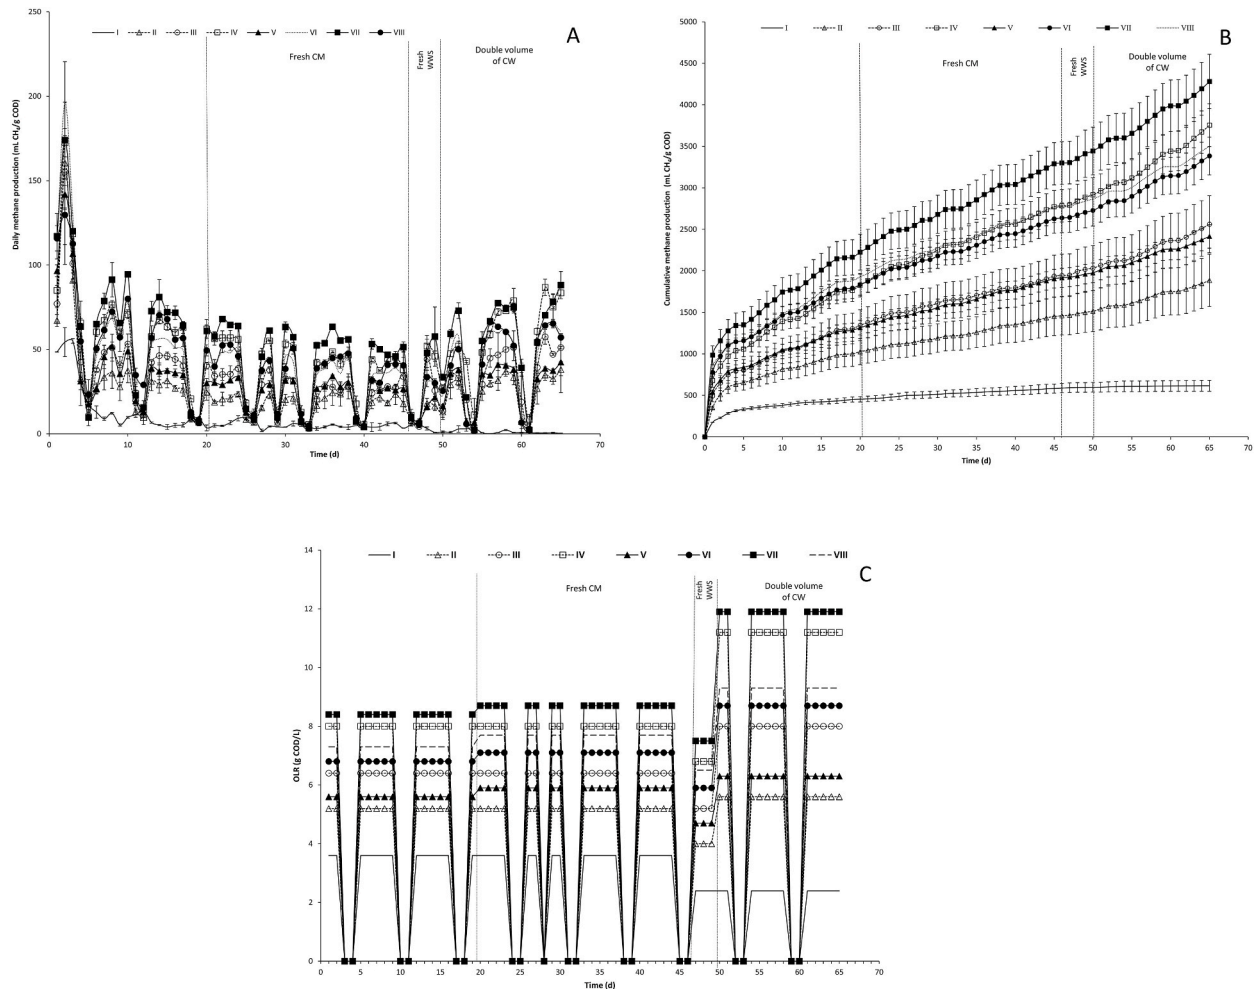 A
I II III IV V VI VII VIII
Fresh CM
Fresh WWS
Double volume
of CW
Daily methane production (mL CH₄/g COD)
250
200
150
100
50
0
0 10 20 30 40 50 60 70
Time (d)
B
I II III IV V VI VII VIII
Fresh CM
Fresh WWS
Double volume
of CW
Cumulative methane production (mL CH₄/g COD)
5000
4500
4000
3500
3000
2500
2000
1500
1000
500
0
0 5 10 15 20 25 30 35 40 45 50 55 60 65 70
Time (d)
C
I II III IV V VI VII VIII
Fresh CM
Fresh WWS
Double volume
of CW
OLR (g COD/L)
14
12
10
8
6
4
2
0
0 5 10 15 20 25 30 35 40 45 50 55 60 65 70
Time (d)